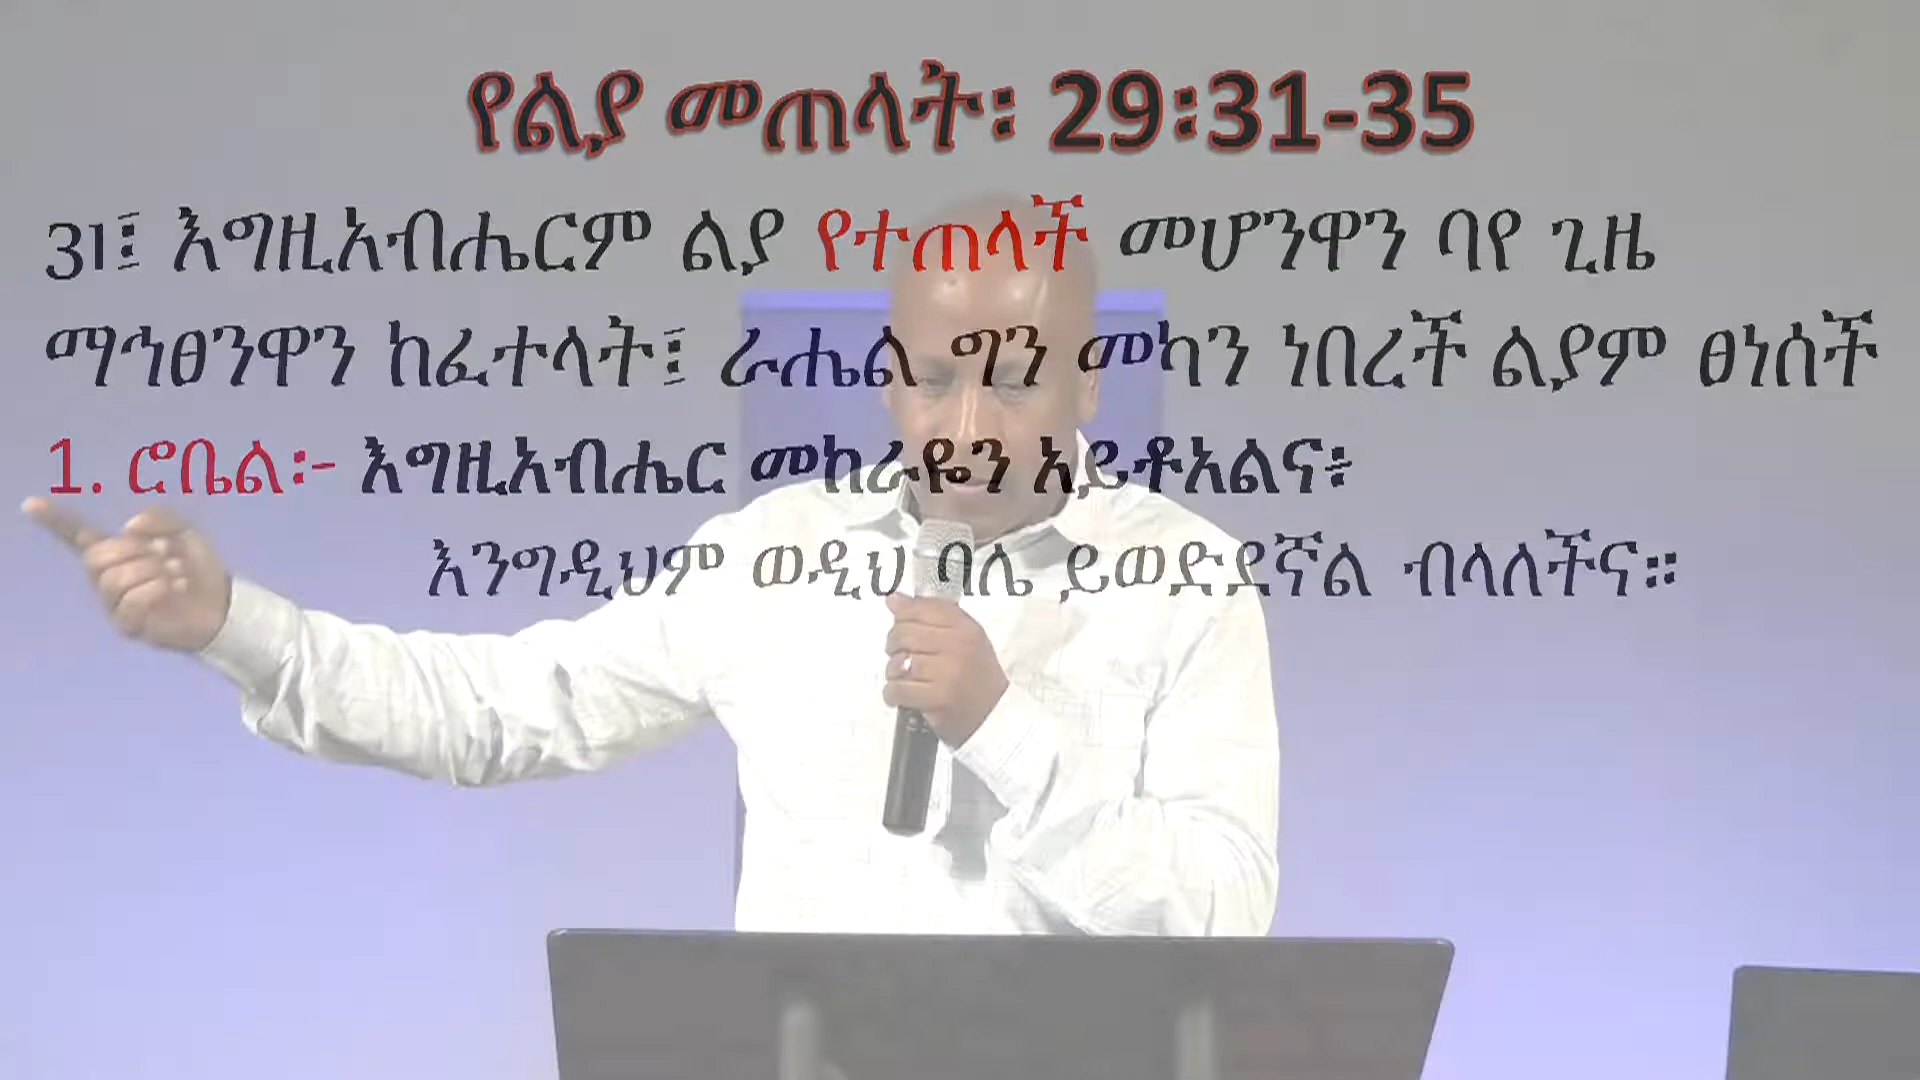 የልያ መጠላት፡ 29፡31-35
31፤ እግዚአብሔርም ልያ የተጠላች መሆንዋን ባየ ጊዜ
ማኅፀንዋን ከፈተላት፤ ራሔል ግን መካን ነበረች ልያም ፀነሰች
1. ሮቤል፡- እግዚአብሔር መከራዬን አይቶአልና፥
እንግዲህም ወዲህ ባሌ ይወድደኛል ብላለችና።